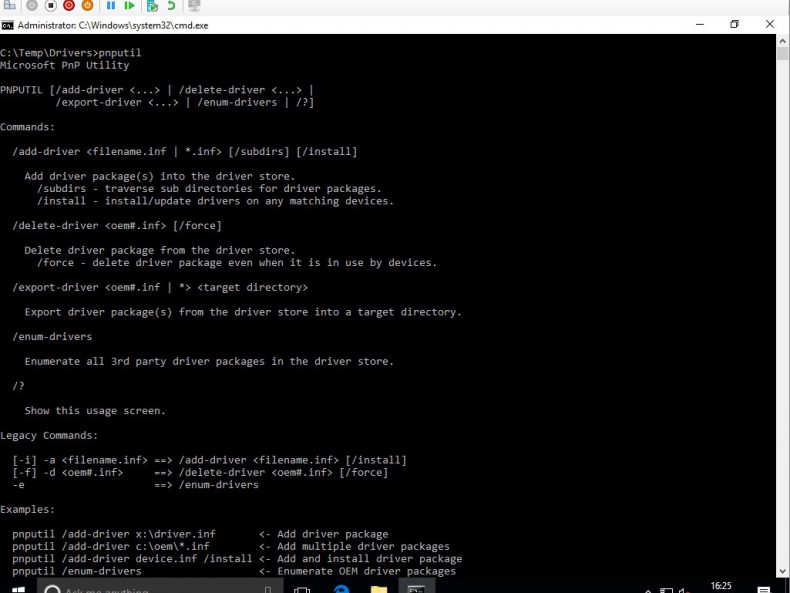 Administrator: C:\Windows\system32\cmd.exe
C:\Temp\Drivers>pnputil
Microsoft PnP Utility
PNPUTIL [/add-driver <...> | /delete-driver <...> |
/export-driver <...> | /enum-drivers | /?]
Commands:
/add-driver <filename.inf | *.inf> [/subdirs] [/install]
Add driver package(s) into the driver store.
/subdirs - traverse sub directories for driver packages.
/install - install/update drivers on any matching devices.
/delete-driver <oem#.inf> [/force]
Delete driver package from the driver store.
/force - delete driver package even when it is in use by devices.
/export-driver <oem#.inf | *> <target directory>
Export driver package(s) from the driver store into a target directory.
/enum-drivers
Enumerate all 3rd party driver packages in the driver store.
/?
Show this usage screen.
Legacy Commands:
[-i] -a <filename.inf> ==> /add-driver <filename.inf> [/install]
[-f] -d <oem#.inf> ==> /delete-driver <oem#.inf> [/force]
-e ==> /enum-drivers
Examples:
pnputil /add-driver x:\driver.inf <- Add driver package
pnputil /add-driver c:\oem\*.inf <- Add multiple driver packages
pnputil /add-driver device.inf /install <- Add and install driver package
pnputil /enum-drivers <- Enumerate OEM driver packages
Ask me anything
16:25